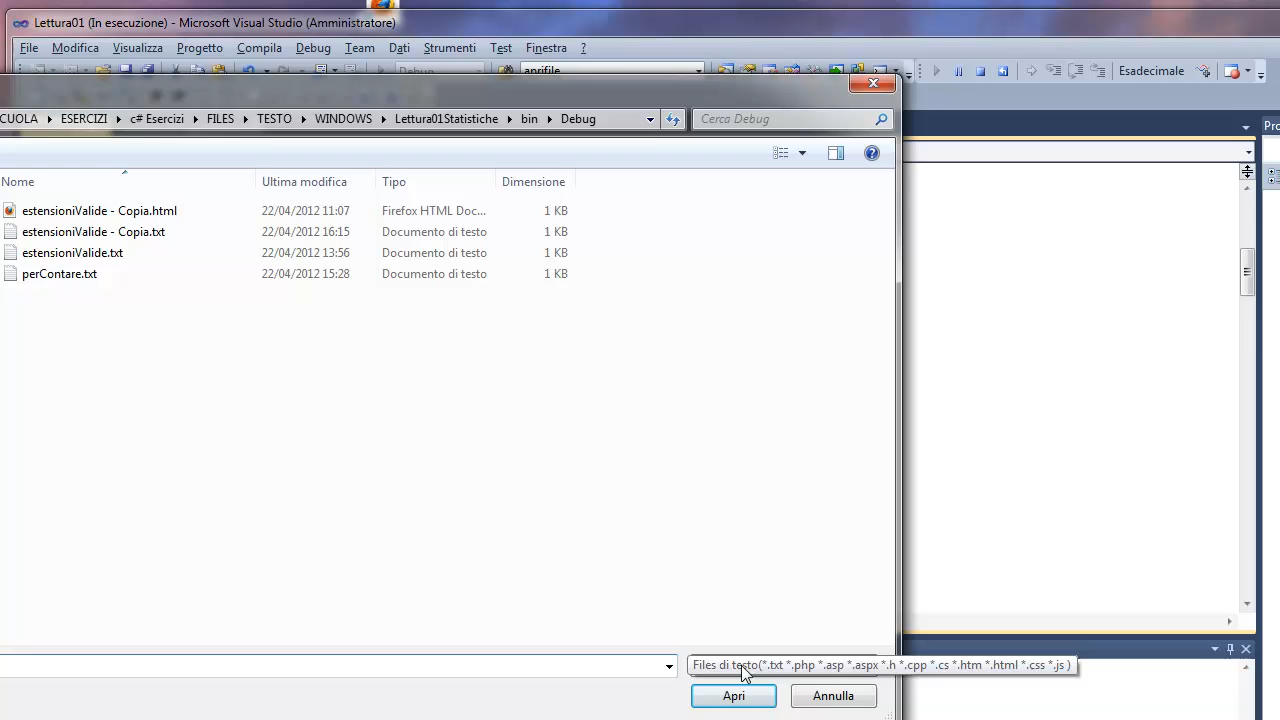 Lettura01 (In esecuzione) - Microsoft Visual Studio (Amministratore)
File Modifica Visualizza Progetto Compila Debug Team Dati Strumenti Test Finestra ?
Debug aprifile Esadecimale
CUOLA ESERCIZI c# Esercizi FILES TESTO WINDOWS Lettura01Statistiche bin Debug Cerca Debug
Pro
Nome Ultima modifica Tipo Dimensione
estensioniValide - Copia.html 22/04/2012 11:07 Firefox HTML Doc... 1 KB
estensioniValide - Copia.txt 22/04/2012 16:15 Documento di testo 1 KB
estensioniValide.txt 22/04/2012 13:56 Documento di testo 1 KB
perContare.txt 22/04/2012 15:28 Documento di testo 1 KB
Files di testo(*.txt *.php *.asp *.aspx *.h *.cpp *.cs *.htm *.html *.css *.js )
Apri Annulla